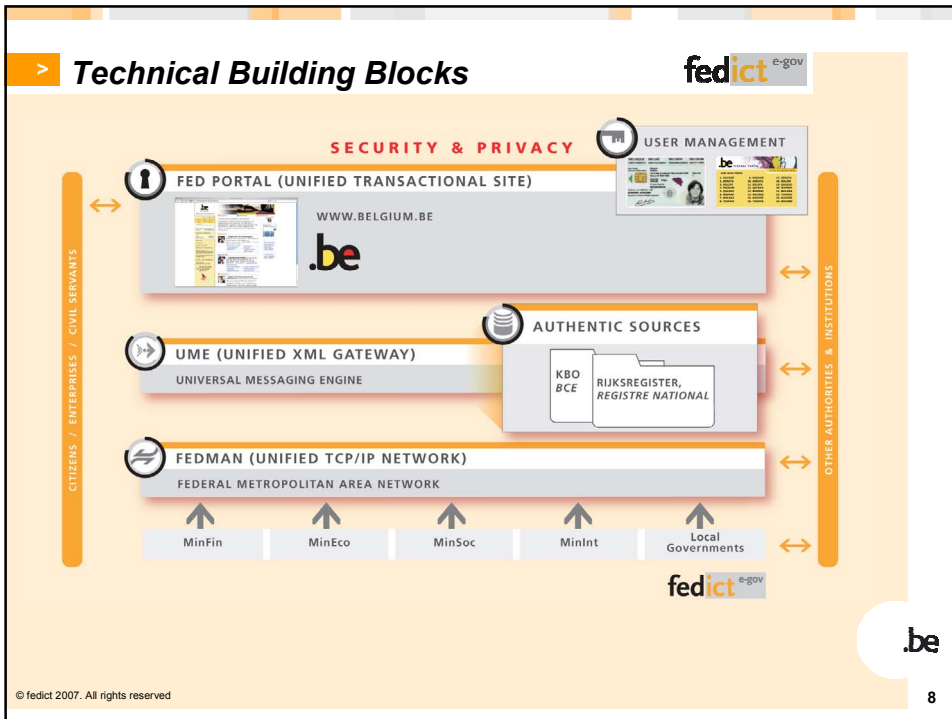 > Technical Building Blocks
fedict e-gov
SECURITY & PRIVACY
USER MANAGEMENT
.be
FED PORTAL (UNIFIED TRANSACTIONAL SITE)
WWW.BELGIUM.BE
.be
CITIZENS / ENTERPRISES / CIVIL SERVANTS
OTHER AUTHORITIES & INSTITUTIONS
AUTHENTIC SOURCES
KBO
BCE
RIJKSREGISTER,
REGISTRE NATIONAL
UME (UNIFIED XML GATEWAY)
UNIVERSAL MESSAGING ENGINE
FEDMAN (UNIFIED TCP/IP NETWORK)
FEDERAL METROPOLITAN AREA NETWORK
MinFin
MinEco
MinSoc
MinInt
Local
Governments
fedict e-gov
.be
© fedict 2007. All rights reserved
8